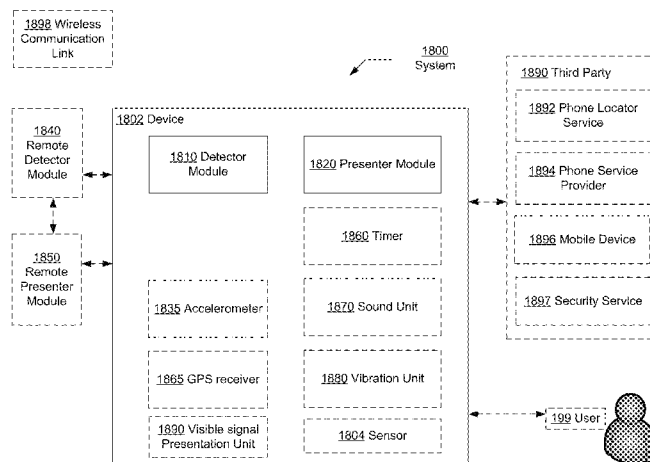 1898 Wireless
Communication
Link
1800
System
1890 Third Party
1892 Phone Locator
Service
1894 Phone Service
Provider
1896 Mobile Device
1897 Security Service
1840
Remote
Detector
Module
1850
Remote
Presenter
Module
1802 Device
1810 Detector
Module
1820 Presenter Module
1860 Timer
1835 Accelerometer
1870 Sound Unit
1865 GPS receiver
1880 Vibration Unit
1890 Visible signal
Presentation Unit
1804 Sensor
199 User